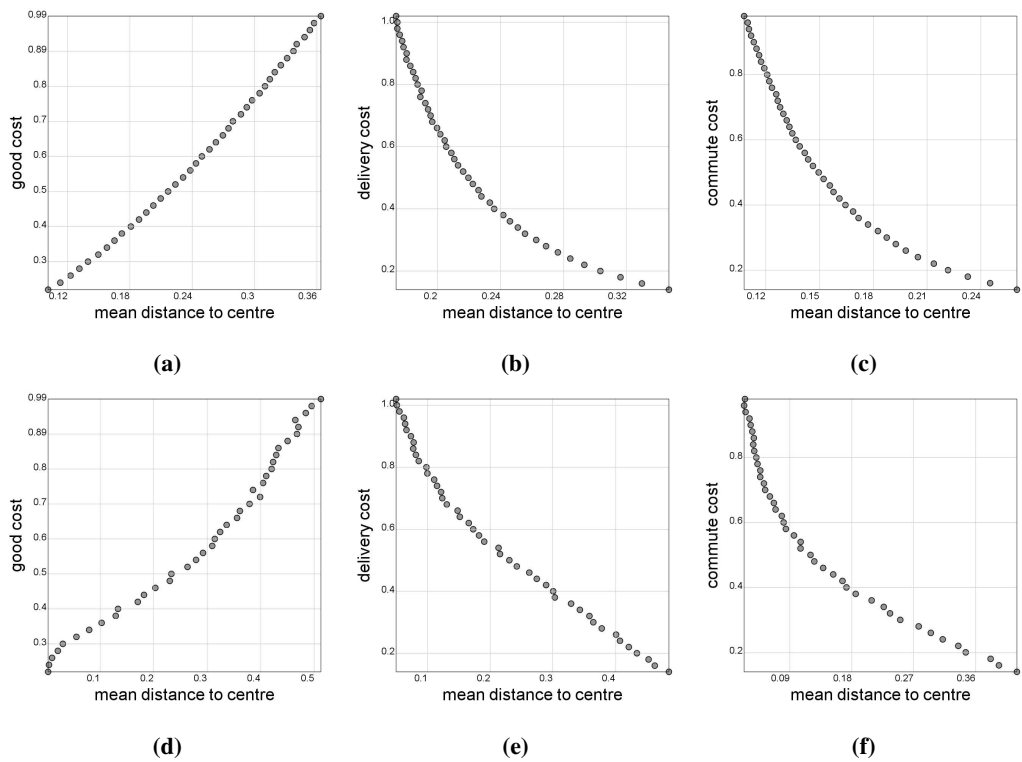 0.99
0.89
0.8
0.7
0.6
0.5
0.4
0.3
good cost
0.12 0.18 0.24 0.3 0.36
mean distance to centre
(a)
1.0
0.8
0.6
0.4
0.2
delivery cost
0.2 0.24 0.28 0.32
mean distance to centre
(b)
0.8
0.6
0.4
0.2
commute cost
0.12 0.15 0.18 0.21 0.24
mean distance to centre
(c)
0.99
0.89
0.8
0.7
0.6
0.5
0.4
0.3
good cost
0.1 0.2 0.3 0.4 0.5
mean distance to centre
(d)
1.0
0.8
0.6
0.4
0.2
delivery cost
0.1 0.2 0.3 0.4
mean distance to centre
(e)
0.8
0.6
0.4
0.2
commute cost
0.09 0.18 0.27 0.36
mean distance to centre
(f)